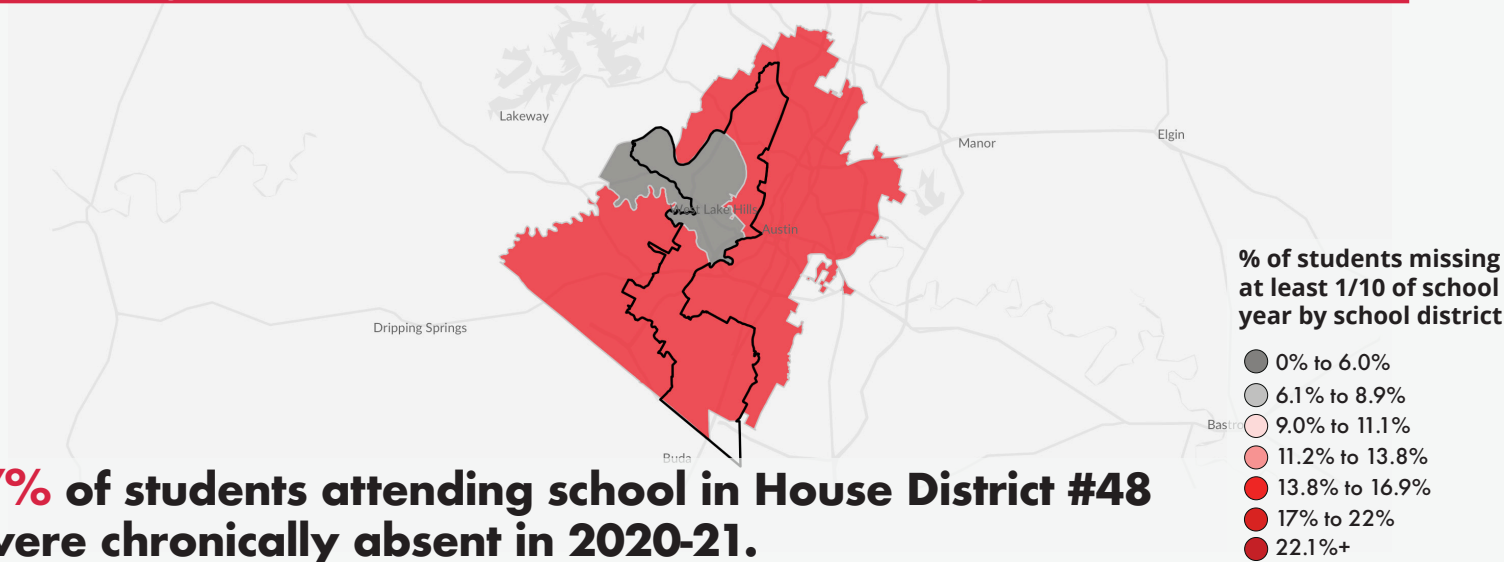 Lakeway
Manor
Elgin
West Lake Hills
Austin
Dripping Springs
Buda
% of students missing
at least 1/10 of school
year by school district
0% to 6.0%
6.1% to 8.9%
Bastro
9.0% to 11.1%
11.2% to 13.8%
13.8% to 16.9%
17% to 22%
22.1%+
% of students attending school in House District #48
were chronically absent in 2020-21.